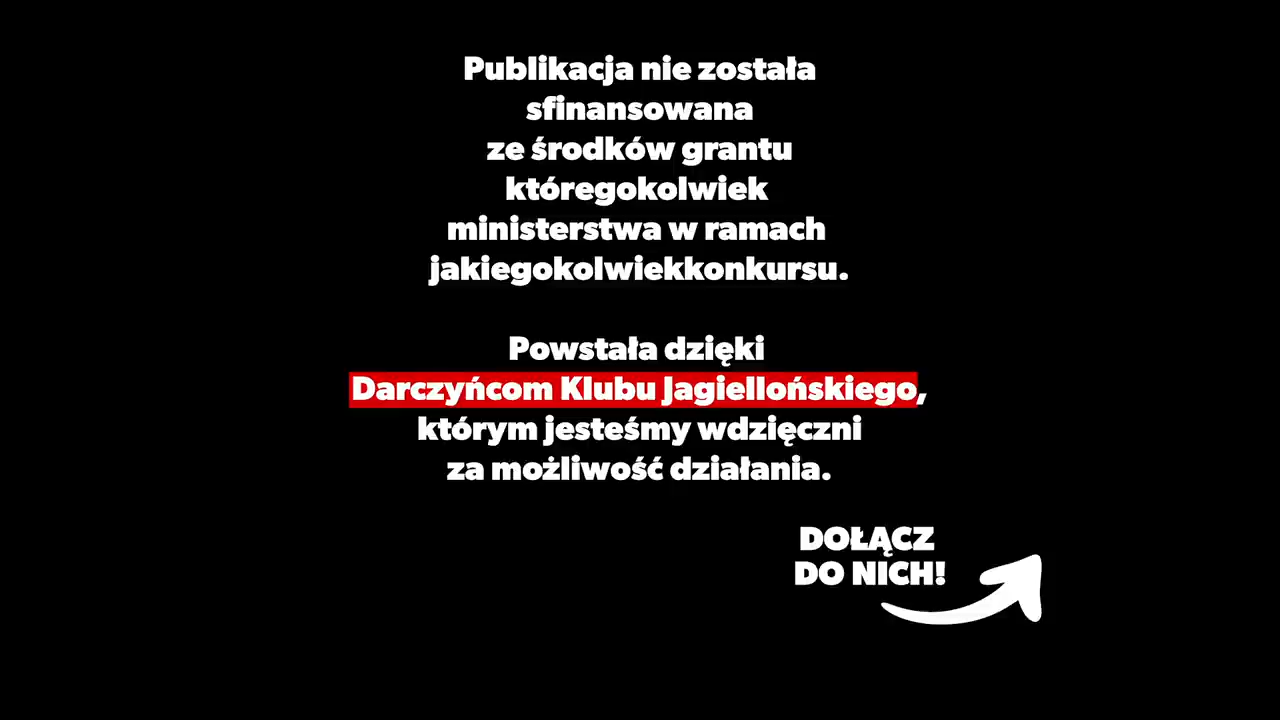 Publikacja nie została
sfinansowana
ze środków grantu
któregokolwiek
ministerstwa w ramach
jakiegokolwiekkonkursu.
Powstała dzięki
Darczyńcom Klubu Jagiellońskiego,
którym jesteśmy wdzięczni
za możliwość działania.
DOŁĄCZ
DO NICH!